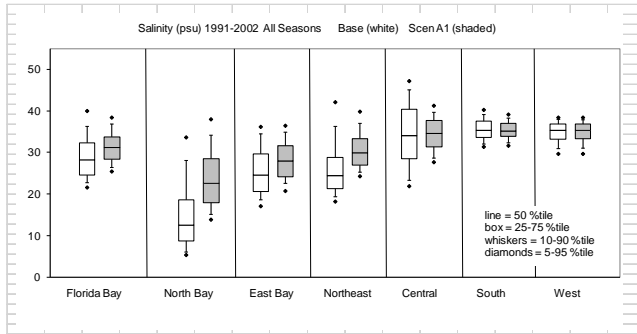 Salinity (psu) 1991-2002 All Seasons Base (white) Scen A1 (shaded)
50
40
30
20
10
0
line = 50 %tile
box = 25-75 %tile
whiskers = 10-90 %tile
diamonds = 5-95 %tile
Florida Bay North Bay East Bay Northeast Central South West